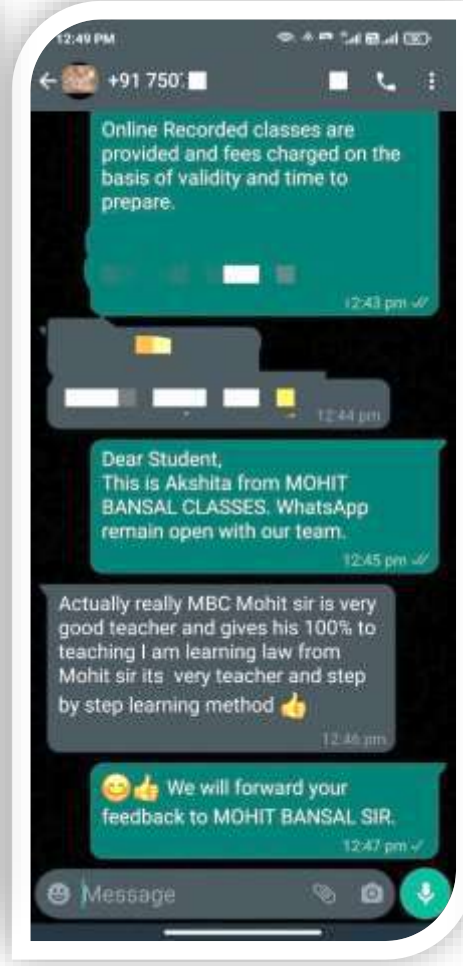 12:49 PM
+91 750
Online Recorded classes are
provided and fees charged on the
basis of validity and time to
prepare.
12:43 pm
12:44 pm
Dear Student,
This is Akshita from MOHIT
BANSAL CLASSES. WhatsApp
remain open with our team.
12:45 pm
Actually really MBC Mohit sir is very
good teacher and gives his 100% to
teaching I am learning law from
Mohit sir its very teacher and step
by step learning method 👍
12:46 pm
😊👍 We will forward your
feedback to MOHIT BANSAL SIR.
12:47 pm
Message